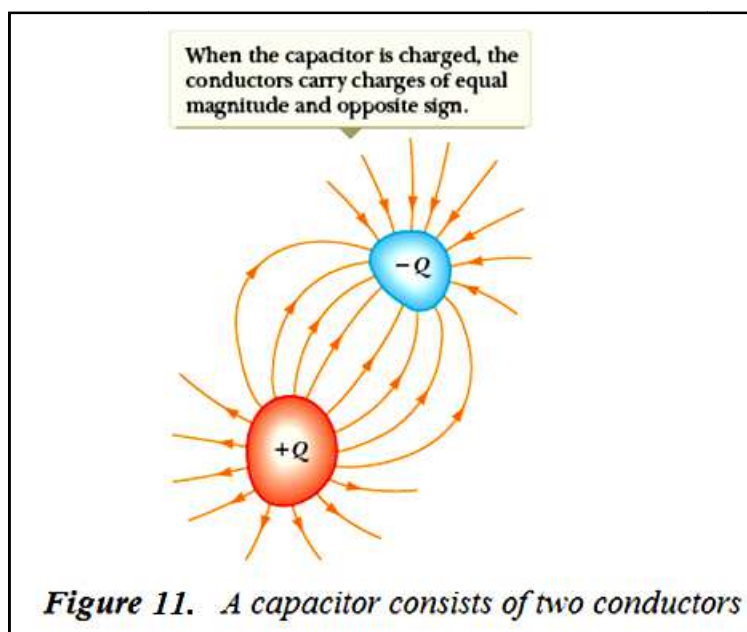 When the capacitor is charged, the
conductors carry charges of equal
magnitude and opposite sign.
−Q
+Q
Figure 11. A capacitor consists of two conductors